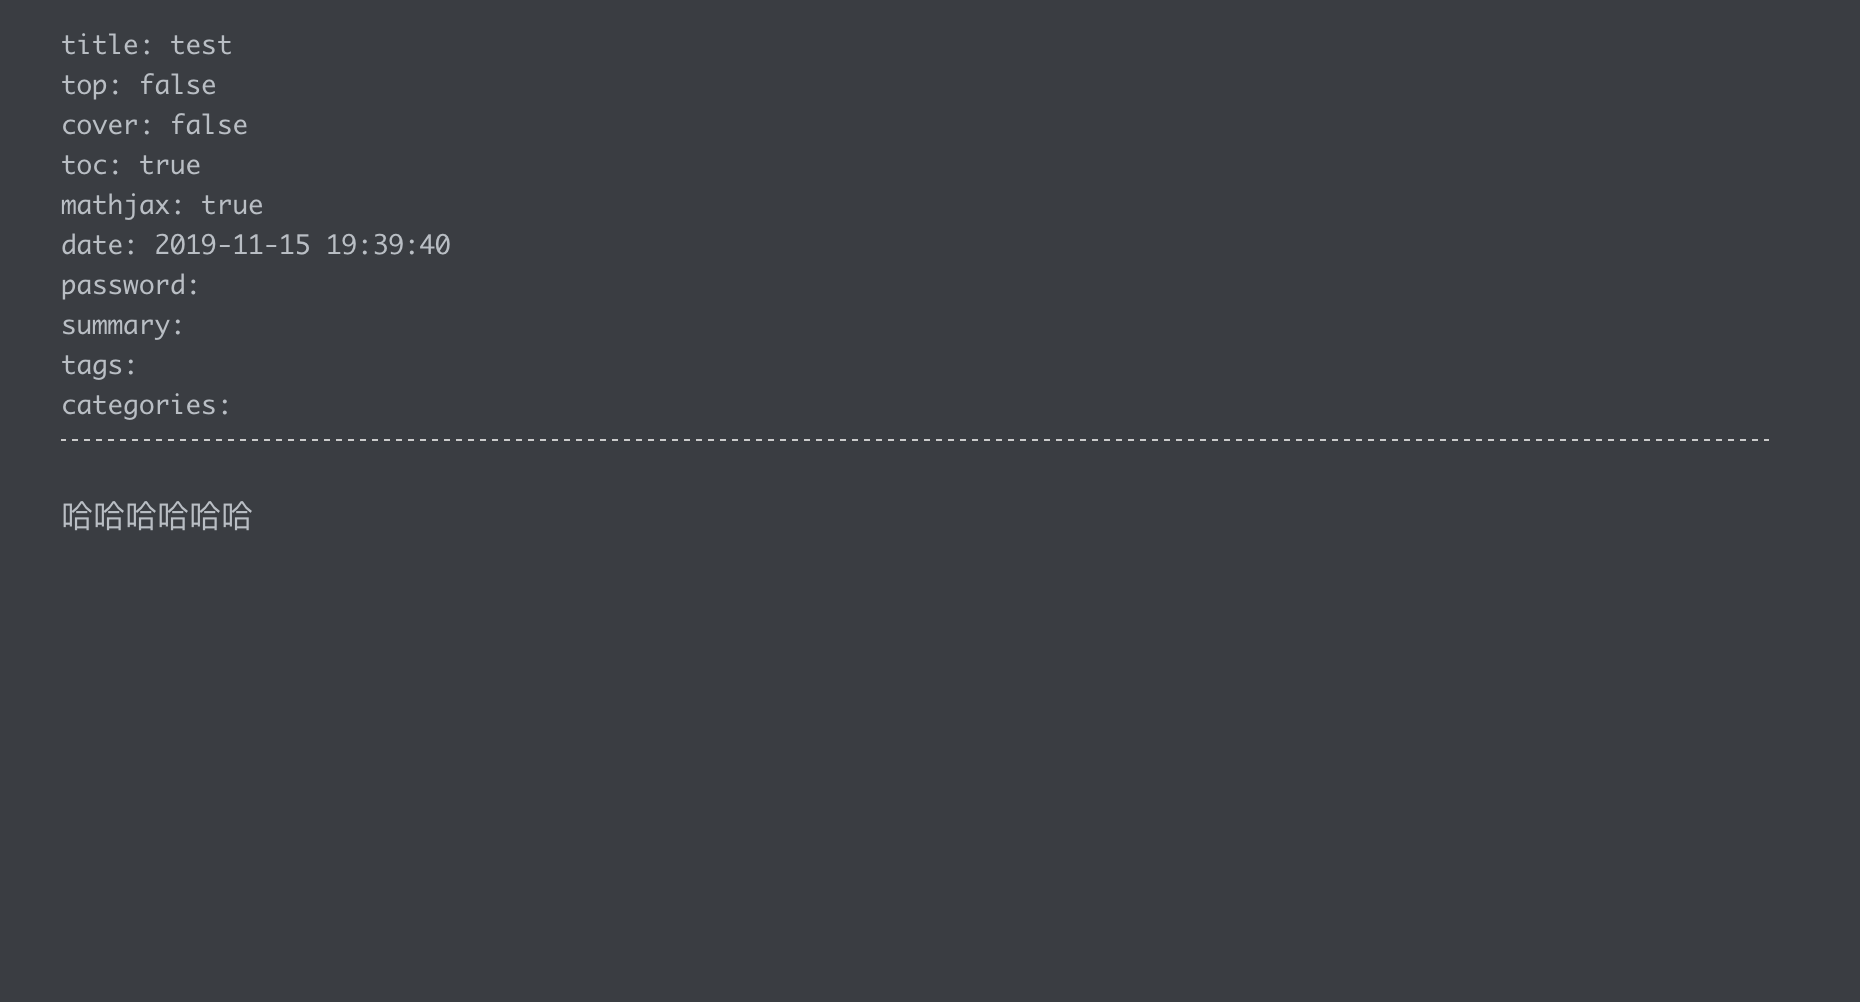 title: test
top: false
cover: false
toc: true
mathjax: true
date: 2019-11-15 19:39:40
password:
summary:
tags:
categories:
哈哈哈哈哈哈